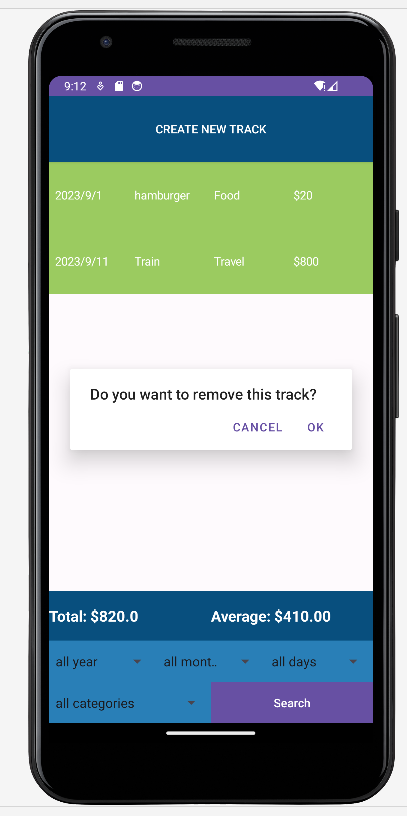 9:12
CREATE NEW TRACK
2023/9/1 hamburger Food $20
2023/9/11 Train Travel $800
Do you want to remove this track?
CANCEL OK
Total: $820.0 Average: $410.00
all year all mont.. all days
all categories Search